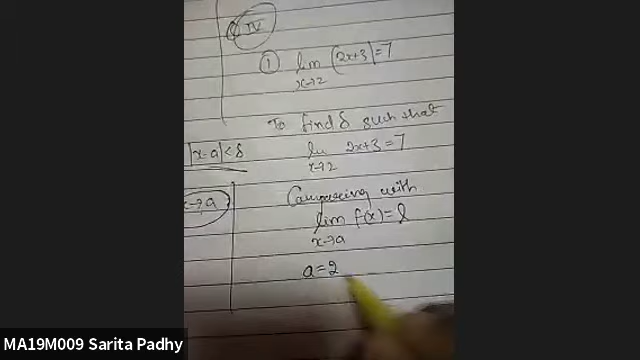 Q IV
① lim (2x+3) = 7
x→2
To find δ such that
lim 2x+3 = 7
x→2
|x-a|<δ
x→a
Comparing with
lim f(x) = l
x→a
a = 2
MA19M009 Sarita Padhy